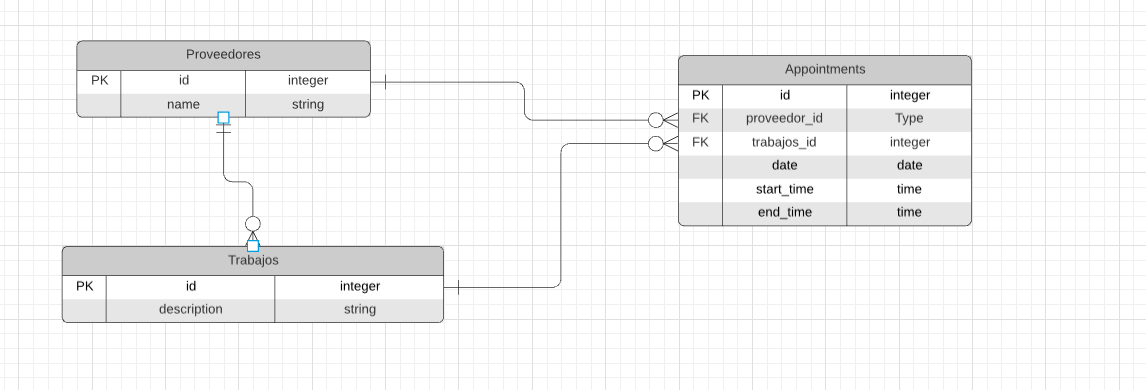 Proveedores
PK id integer
name string
Appointments
PK id integer
FK proveedor_id Type
FK trabajos_id integer
date date
start_time time
end_time time
Trabajos
PK id integer
description string